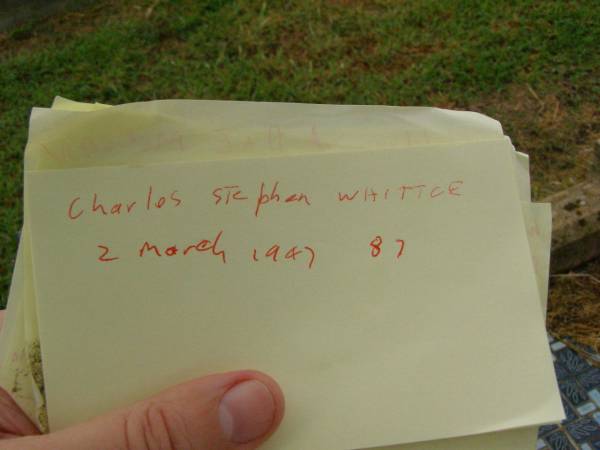 Charles Stephen WHITTLE
2 March 1947 87